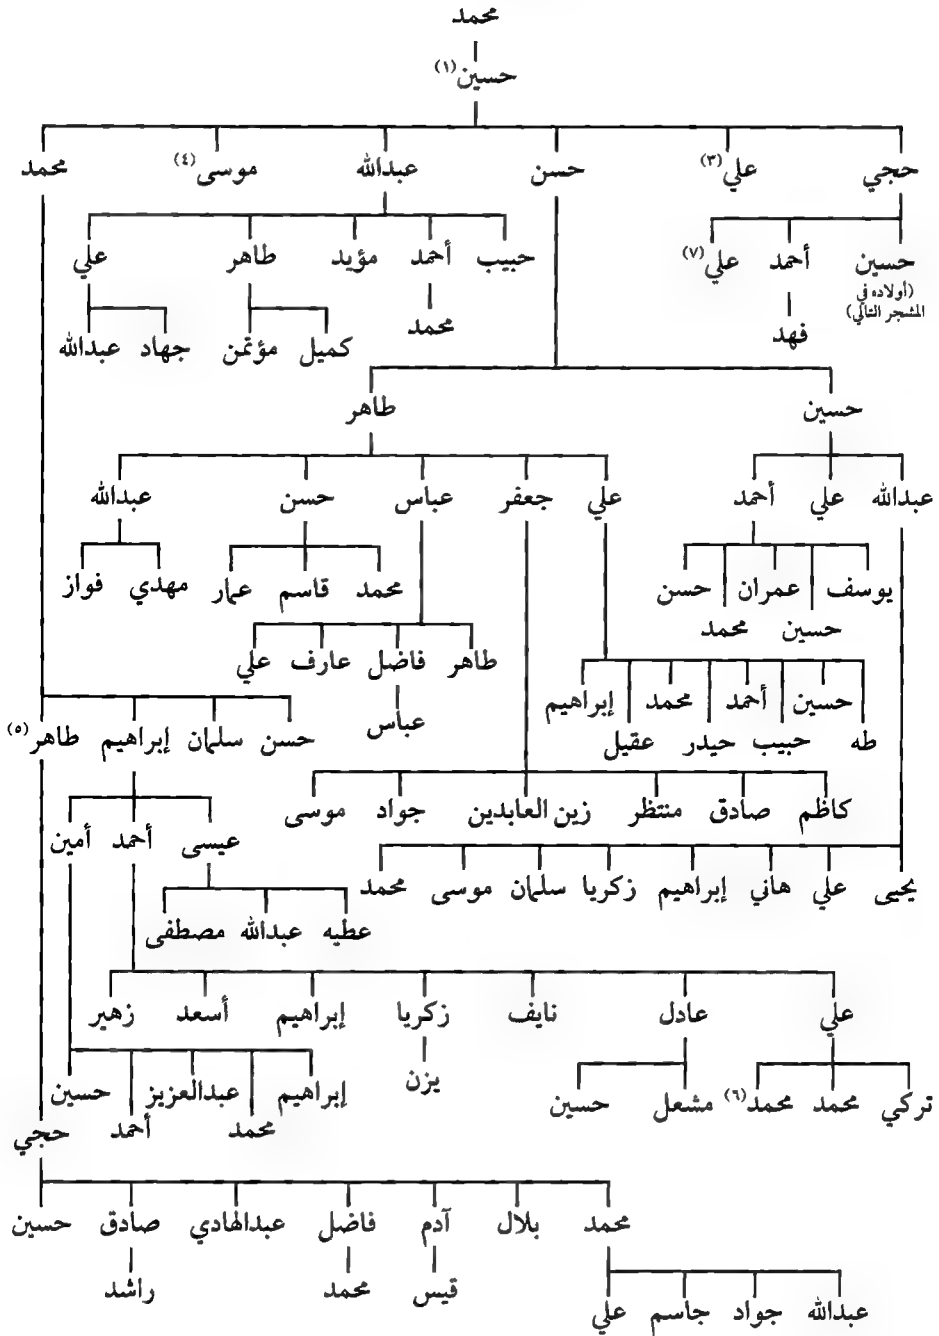 محمد
حسين (١)
حجي علي (٣) حسن عبدالله موسى (٤) محمد
حسين أحمد علي (٧) حبيب أحمد مؤيد طاهر علي
(أولاده في
المشجر التالي)
فهد محمد كميل مؤتمن جهاد عبدالله
حسين طاهر
عبدالله علي أحمد علي جعفر عباس حسن عبدالله
يوسف عمران حسن محمد قاسم عمار مهدي فواز
حسين محمد
طاهر فاضل عارف علي
حسين أحمد محمد إبراهيم عباس
طه حبيب حيدر عقيل حسن سلمان إبراهيم طاهر (٥)
كاظم صادق منتظر زين العابدين جواد موسى
عيسى أحمد أمين
يحيى علي هاني إبراهيم زكريا سلمان موسى محمد
عطيه عبدالله مصطفى
علي عادل نايف زكريا إبراهيم أسعد زهير
يزن
تركي محمد محمد (٦) مشعل حسين إبراهيم عبدالعزيز حسين
محمد أحمد حجي
محمد بلال آدم فاضل عبدالهادي صادق حسين
قيس محمد راشد
عبدالله جواد جاسم علي